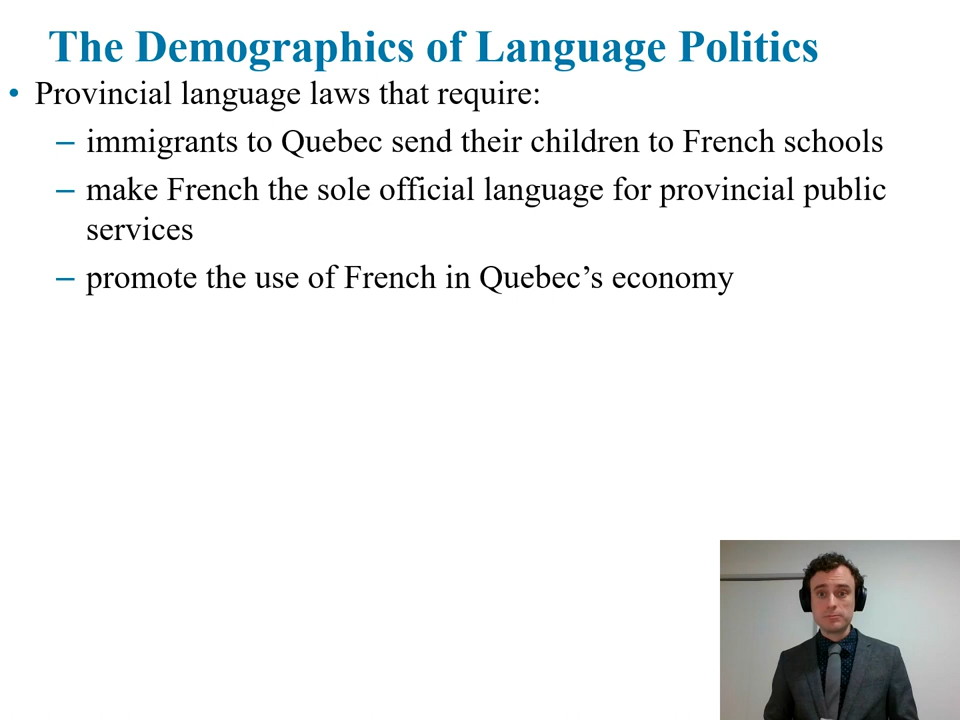 The Demographics of Language Politics
• Provincial language laws that require:
– immigrants to Quebec send their children to French schools
– make French the sole official language for provincial public
services
– promote the use of French in Quebec’s economy